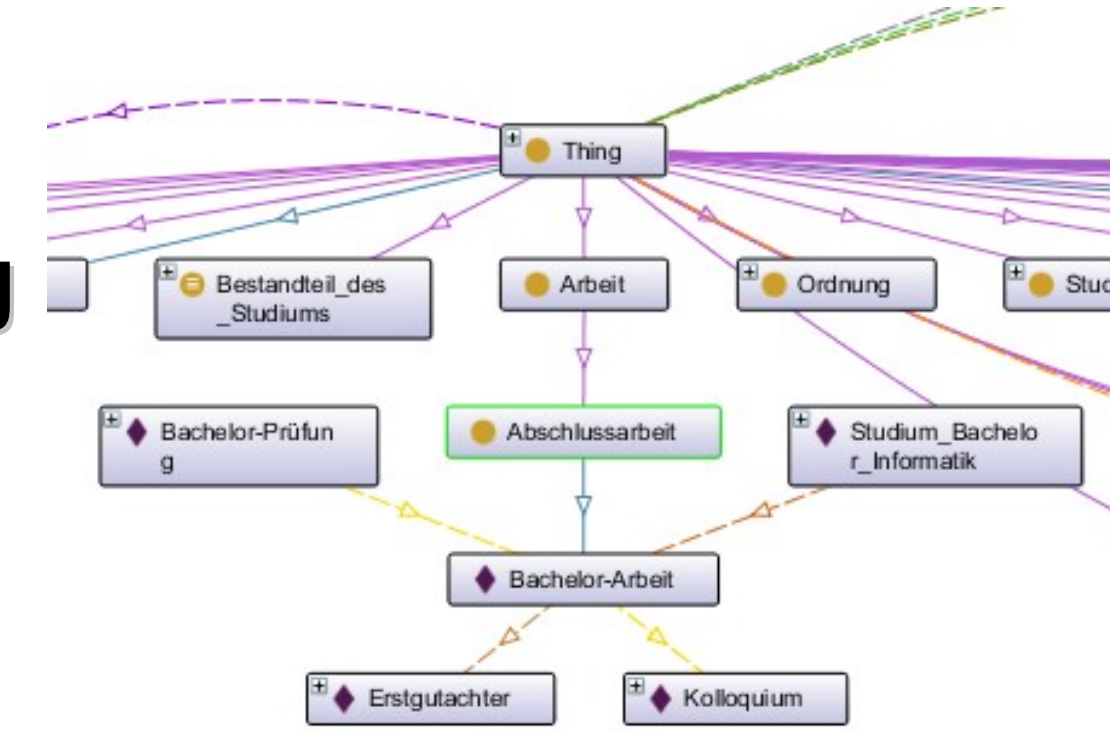 Thing
Bestandteil_des
_Studiums
Arbeit
Ordnung
Bachelor-Prüfun
g
Abschlussarbeit
Studium_Bachelo
r_Informatik
Bachelor-Arbeit
Erstgutachter
Kolloquium